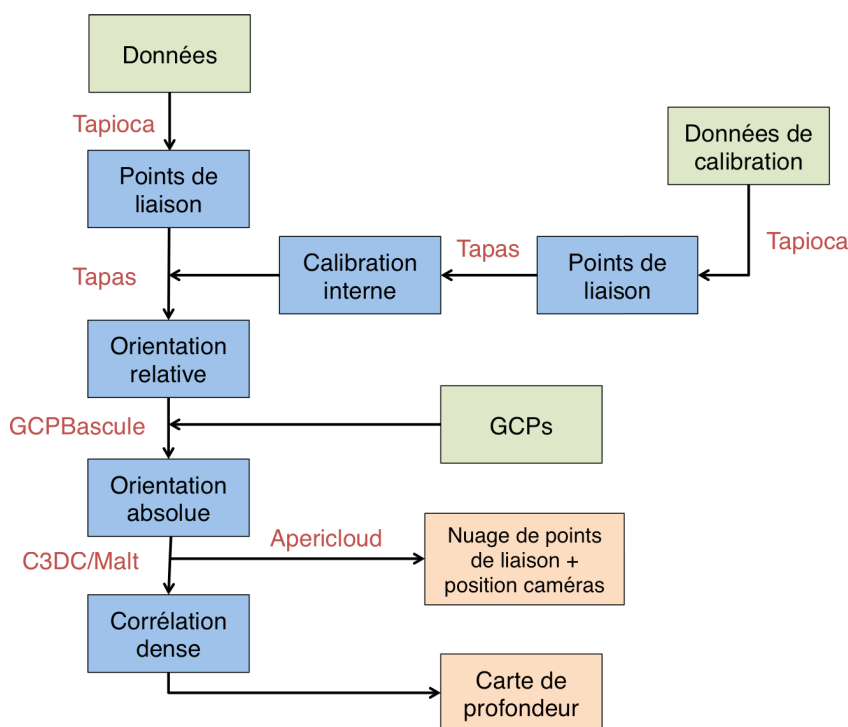 Données
Tapioca
Données de
calibration
Points de
liaison
Tapioca
Tapas
Calibration
interne
Tapas
Points de
liaison
Orientation
relative
GCPBascule
GCPs
Orientation
absolue
Apericloud
C3DC/Malt
Nuage de points
de liaison +
position caméras
Corrélation
dense
Carte de
profondeur